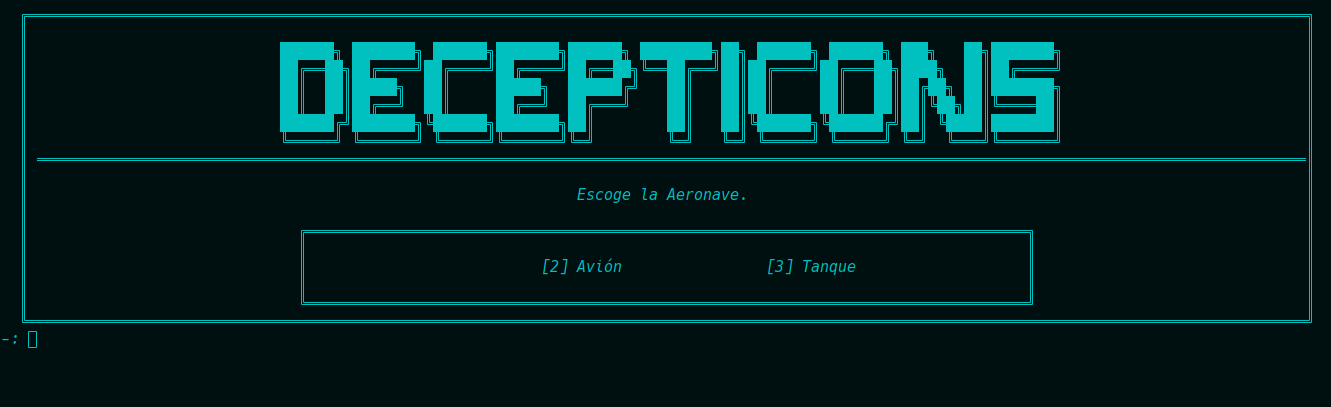 DECEPTICONS
Escoge la Aeronave.
[2] Avión [3] Tanque
-: